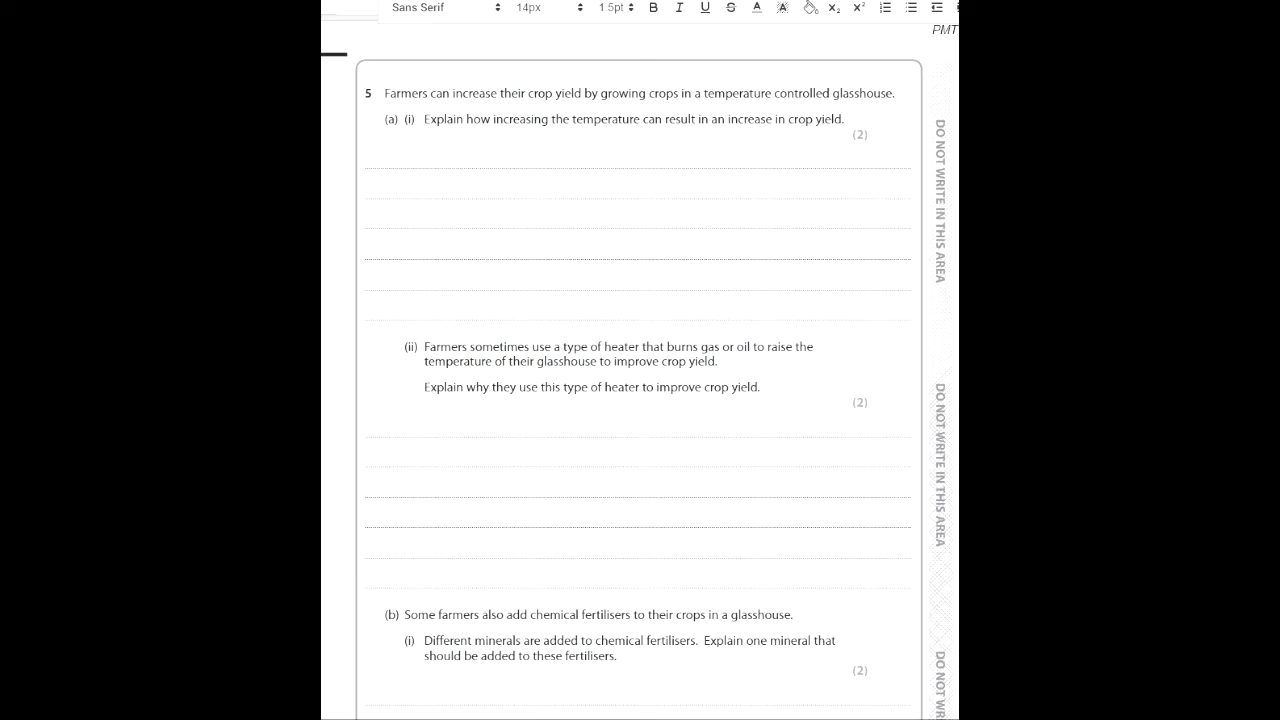 Sans Serif 14px 1.5pt B I U S A A x₂ x²
PMT
5 Farmers can increase their crop yield by growing crops in a temperature controlled glasshouse.
(a) (i) Explain how increasing the temperature can result in an increase in crop yield.
(2)
(ii) Farmers sometimes use a type of heater that burns gas or oil to raise the
temperature of their glasshouse to improve crop yield.
Explain why they use this type of heater to improve crop yield.
(2)
(b) Some farmers also add chemical fertilisers to their crops in a glasshouse.
(i) Different minerals are added to chemical fertilisers. Explain one mineral that
should be added to these fertilisers.
(2)
DO NOT WRITE IN THIS AREA
DO NOT WRITE IN THIS AREA
DO NOT WRI